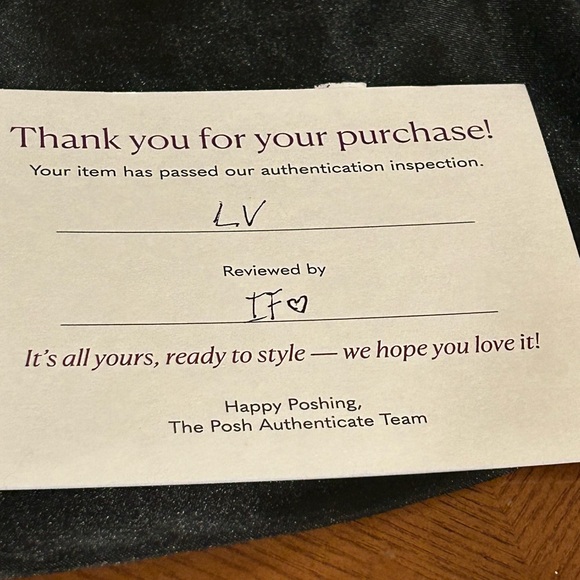 Thank you for your purchase!
Your item has passed our authentication inspection.
LV
Reviewed by
IF♡
It's all yours, ready to style — we hope you love it!
Happy Poshing,
The Posh Authenticate Team